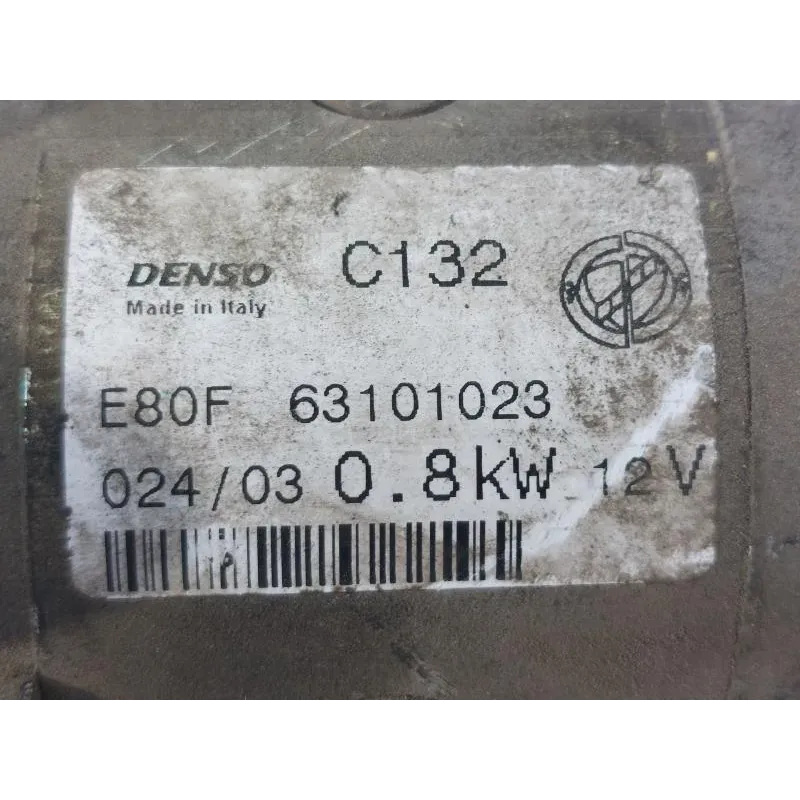 DENSO C132
Made in Italy
E80F 63101023
024/03 0.8kW 12V